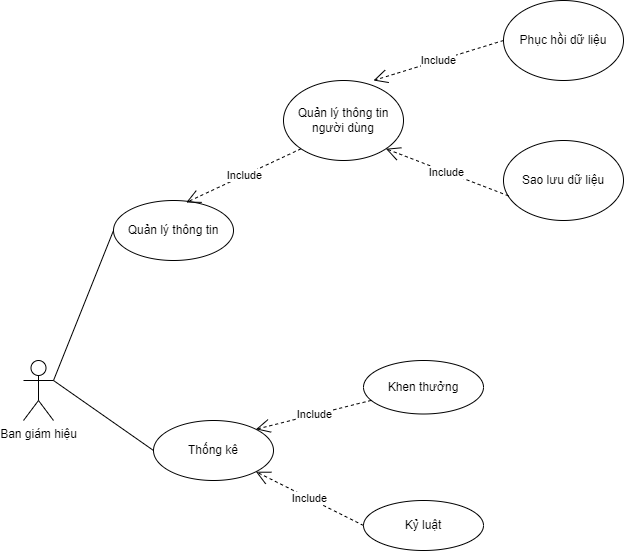 Phục hồi dữ liệu
Include
Quản lý thông tin
người dùng
Include
Include
Sao lưu dữ liệu
Quản lý thông tin
Khen thưởng
Include
Ban giám hiệu
Thống kê
Include
Kỷ luật